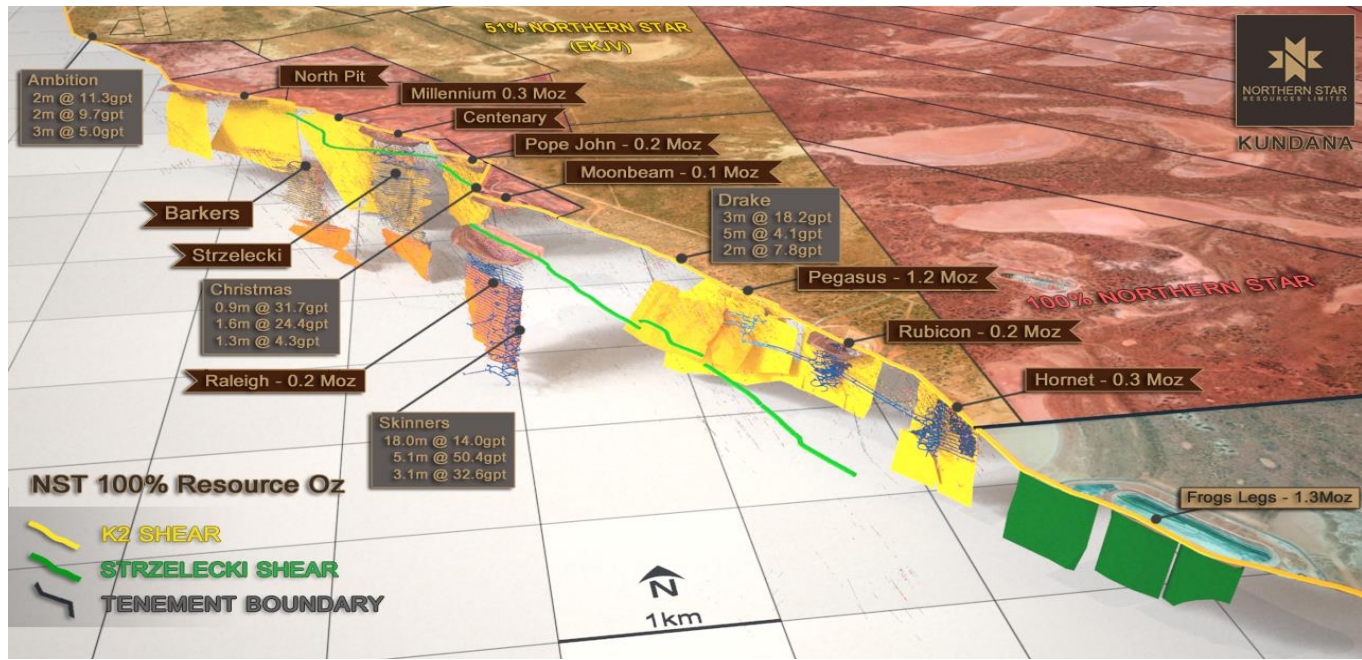 51% NORTHERN STAR
(EKJV)
NORTHERN STAR
RESOURCES LIMITED
KUNDANA
Ambition
2m @ 11.3gpt
2m @ 9.7gpt
3m @ 5.0gpt
North Pit
Millennium 0.3 Moz
Centenary
Pope John - 0.2 Moz
Moonbeam - 0.1 Moz
Barkers
Strzelecki
Drake
3m @ 18.2gpt
5m @ 4.1gpt
2m @ 7.8gpt
Christmas
0.9m @ 31.7gpt
1.6m @ 24.4gpt
1.3m @ 4.3gpt
Pegasus - 1.2 Moz
100% NORTHERN STAR
Rubicon - 0.2 Moz
Raleigh - 0.2 Moz
Hornet - 0.3 Moz
Skinners
18.0m @ 14.0gpt
5.1m @ 50.4gpt
3.1m @ 32.6gpt
Frogs Legs - 1.3Moz
NST 100% Resource Oz
K2 SHEAR
STRZELECKI SHEAR
TENEMENT BOUNDARY
N
1km